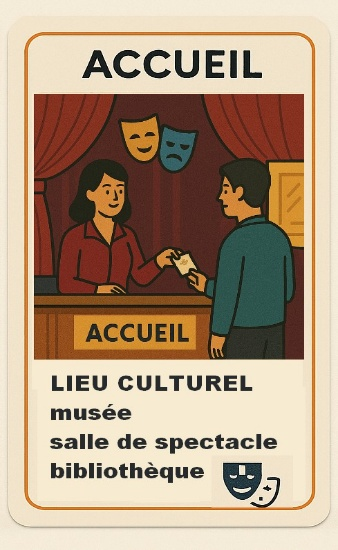 ACCUEIL
ACCUEIL
LIEU CULTUREL
musée
salle de spectacle
bibliothèque